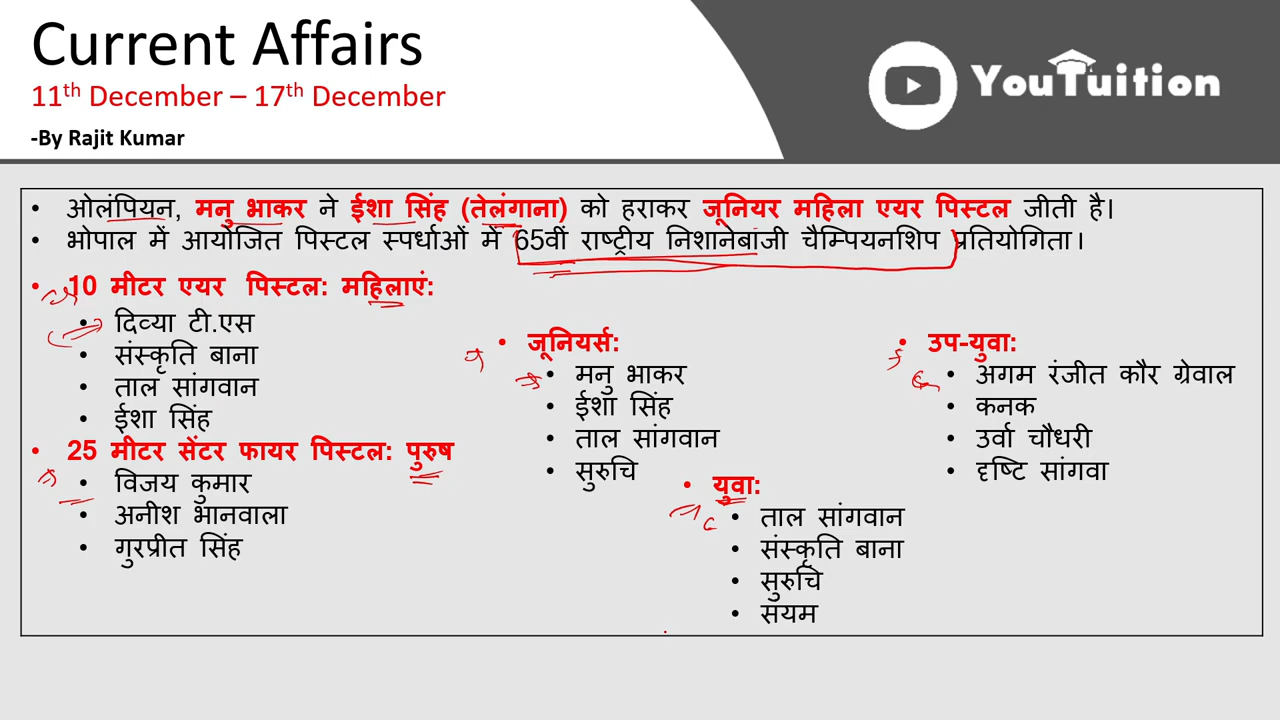 Current Affairs
11th December – 17th December
-By Rajit Kumar
YouTuition
• ओलंपियन, मनु भाकर ने ईशा सिंह (तेलंगाना) को हराकर जूनियर महिला एयर पिस्टल जीती है।
• भोपाल में आयोजित पिस्टल स्पर्धाओं में 65वीं राष्ट्रीय निशानेबाजी चैम्पियनशिप प्रतियोगिता।
• 10 मीटर एयर पिस्टल: महिलाएं:
• दिव्या टी.एस
• संस्कृति बाना
• ताल सांगवान
• ईशा सिंह
• 25 मीटर सेंटर फायर पिस्टल: पुरुष
• विजय कुमार
• अनीश भानवाला
• गुरप्रीत सिंह
• जूनियर्स:
• मनु भाकर
• ईशा सिंह
• ताल सांगवान
• सुरुचि
• युवा:
• ताल सांगवान
• संस्कृति बाना
• सुरुचि
• संयम
• उप-युवा:
• अगम रंजीत कौर ग्रेवाल
• कनक
• उर्वा चौधरी
• दृष्टि सांगवा